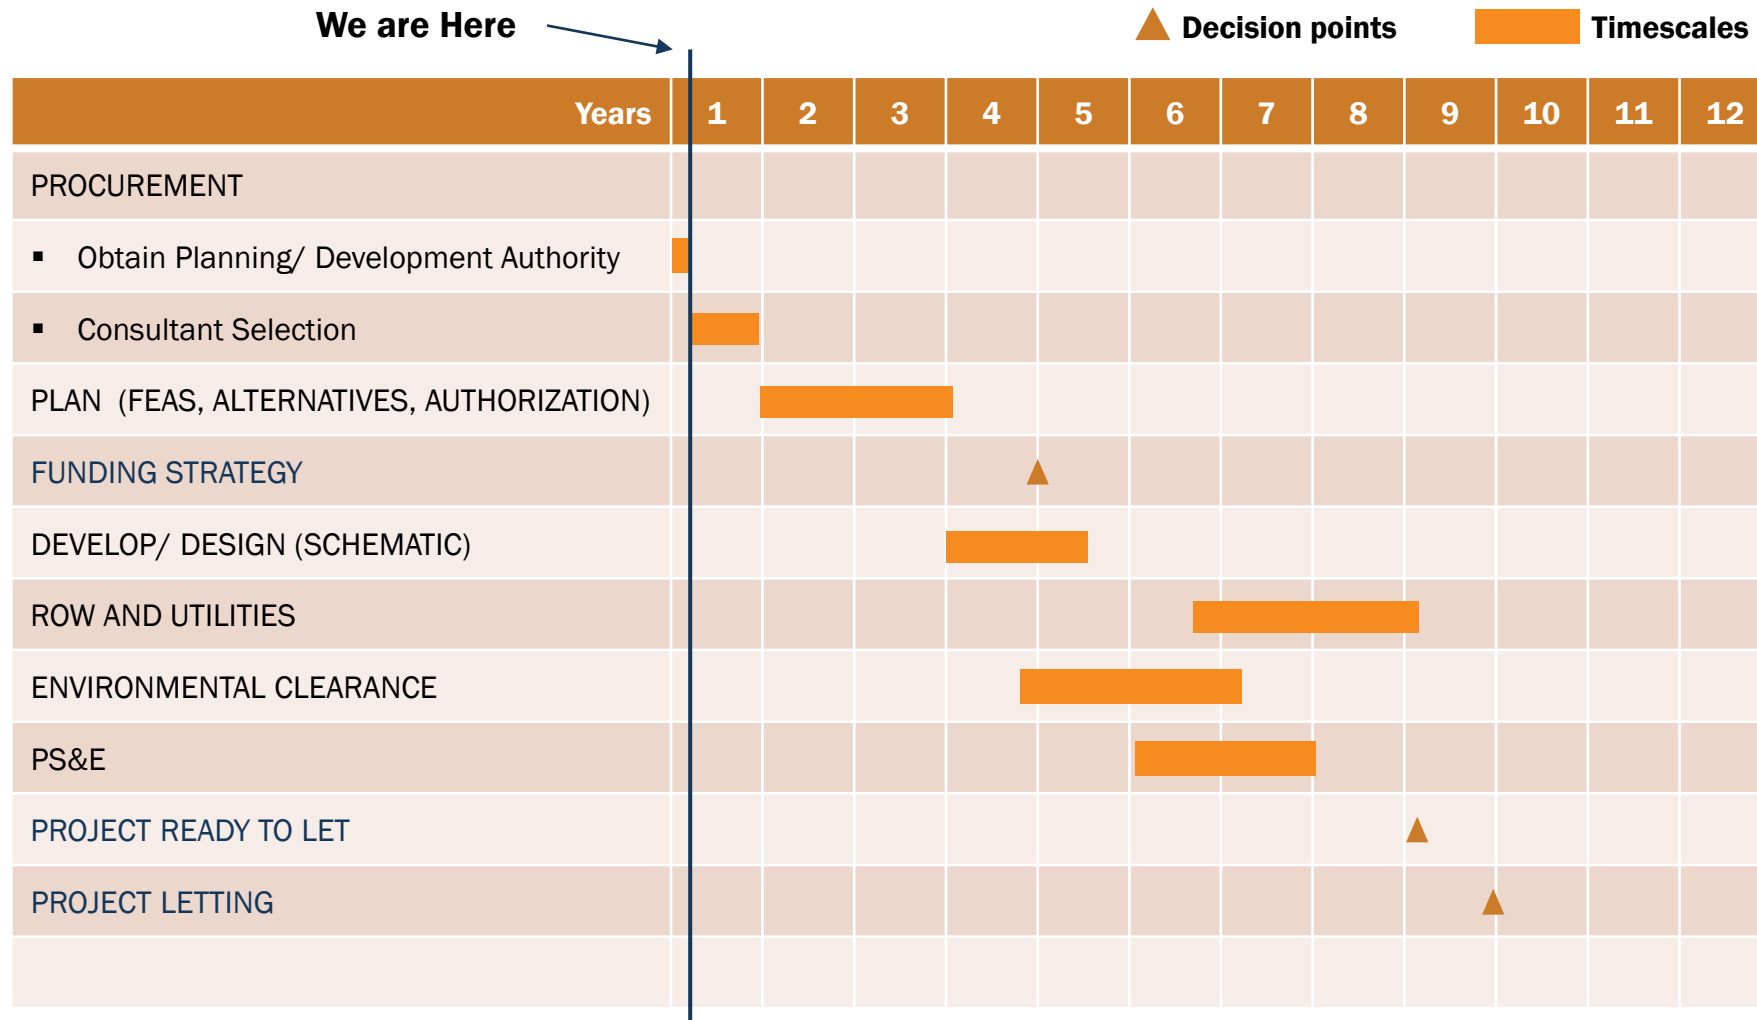 We are Here
Decision points
Timescales
Years 1 2 3 4 5 6 7 8 9 10 11 12
PROCUREMENT
▪ Obtain Planning/ Development Authority
▪ Consultant Selection
PLAN (FEAS, ALTERNATIVES, AUTHORIZATION)
FUNDING STRATEGY
DEVELOP/ DESIGN (SCHEMATIC)
ROW AND UTILITIES
ENVIRONMENTAL CLEARANCE
PS&E
PROJECT READY TO LET
PROJECT LETTING